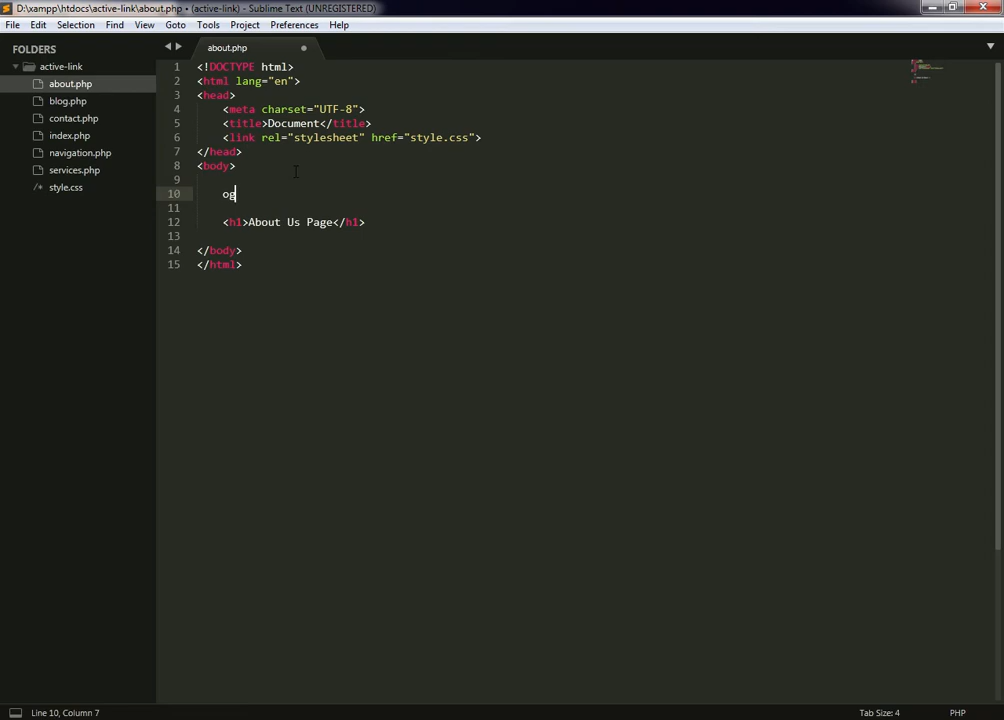 D:\xampp\htdocs\active-link\about.php • (active-link) - Sublime Text (UNREGISTERED)
File Edit Selection Find View Goto Tools Project Preferences Help
FOLDERS
active-link
about.php
blog.php
contact.php
index.php
navigation.php
services.php
style.css
about.php
1 <!DOCTYPE html>
2 <html lang="en">
3 <head>
4 <meta charset="UTF-8">
5 <title>Document</title>
6 <link rel="stylesheet" href="style.css">
7 </head>
8 <body>
9
10 og
11
12 <h1>About Us Page</h1>
13
14 </body>
15 </html>
Line 10, Column 7
Tab Size: 4
PHP